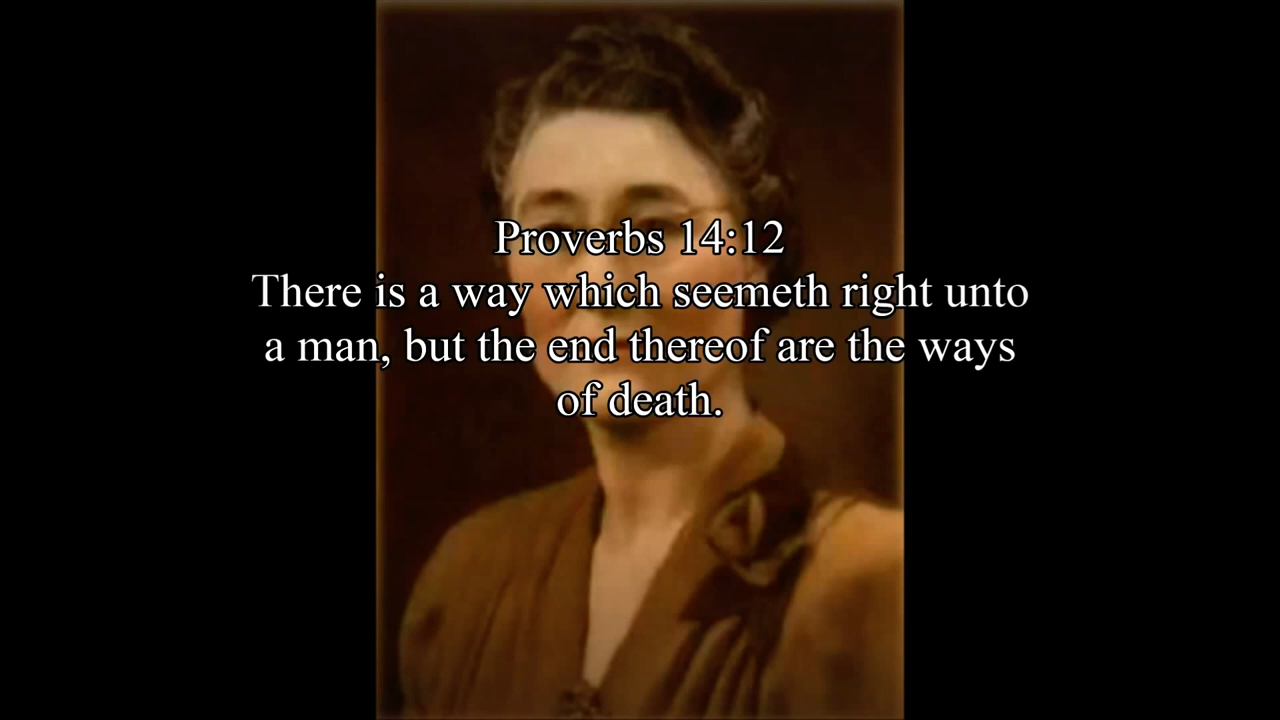 Proverbs 14:12
There is a way which seemeth right unto
a man, but the end thereof are the ways
of death.